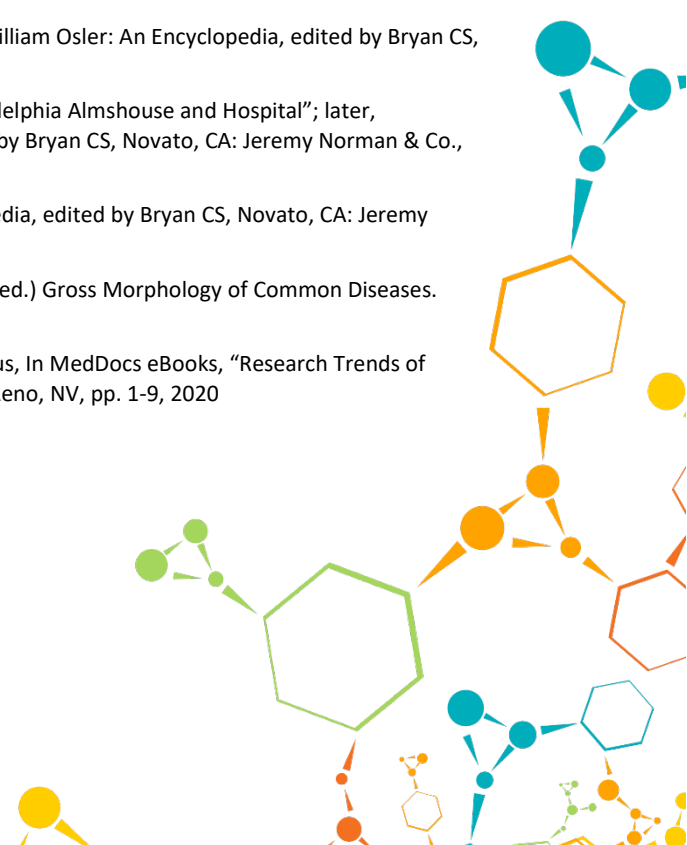 illiam Osler: An Encyclopedia, edited by Bryan CS,
delphia Almshouse and Hospital”; later,
by Bryan CS, Novato, CA: Jeremy Norman & Co.,
edia, edited by Bryan CS, Novato, CA: Jeremy
ed.) Gross Morphology of Common Diseases.
us, In MedDocs eBooks, “Research Trends of
eno, NV, pp. 1-9, 2020